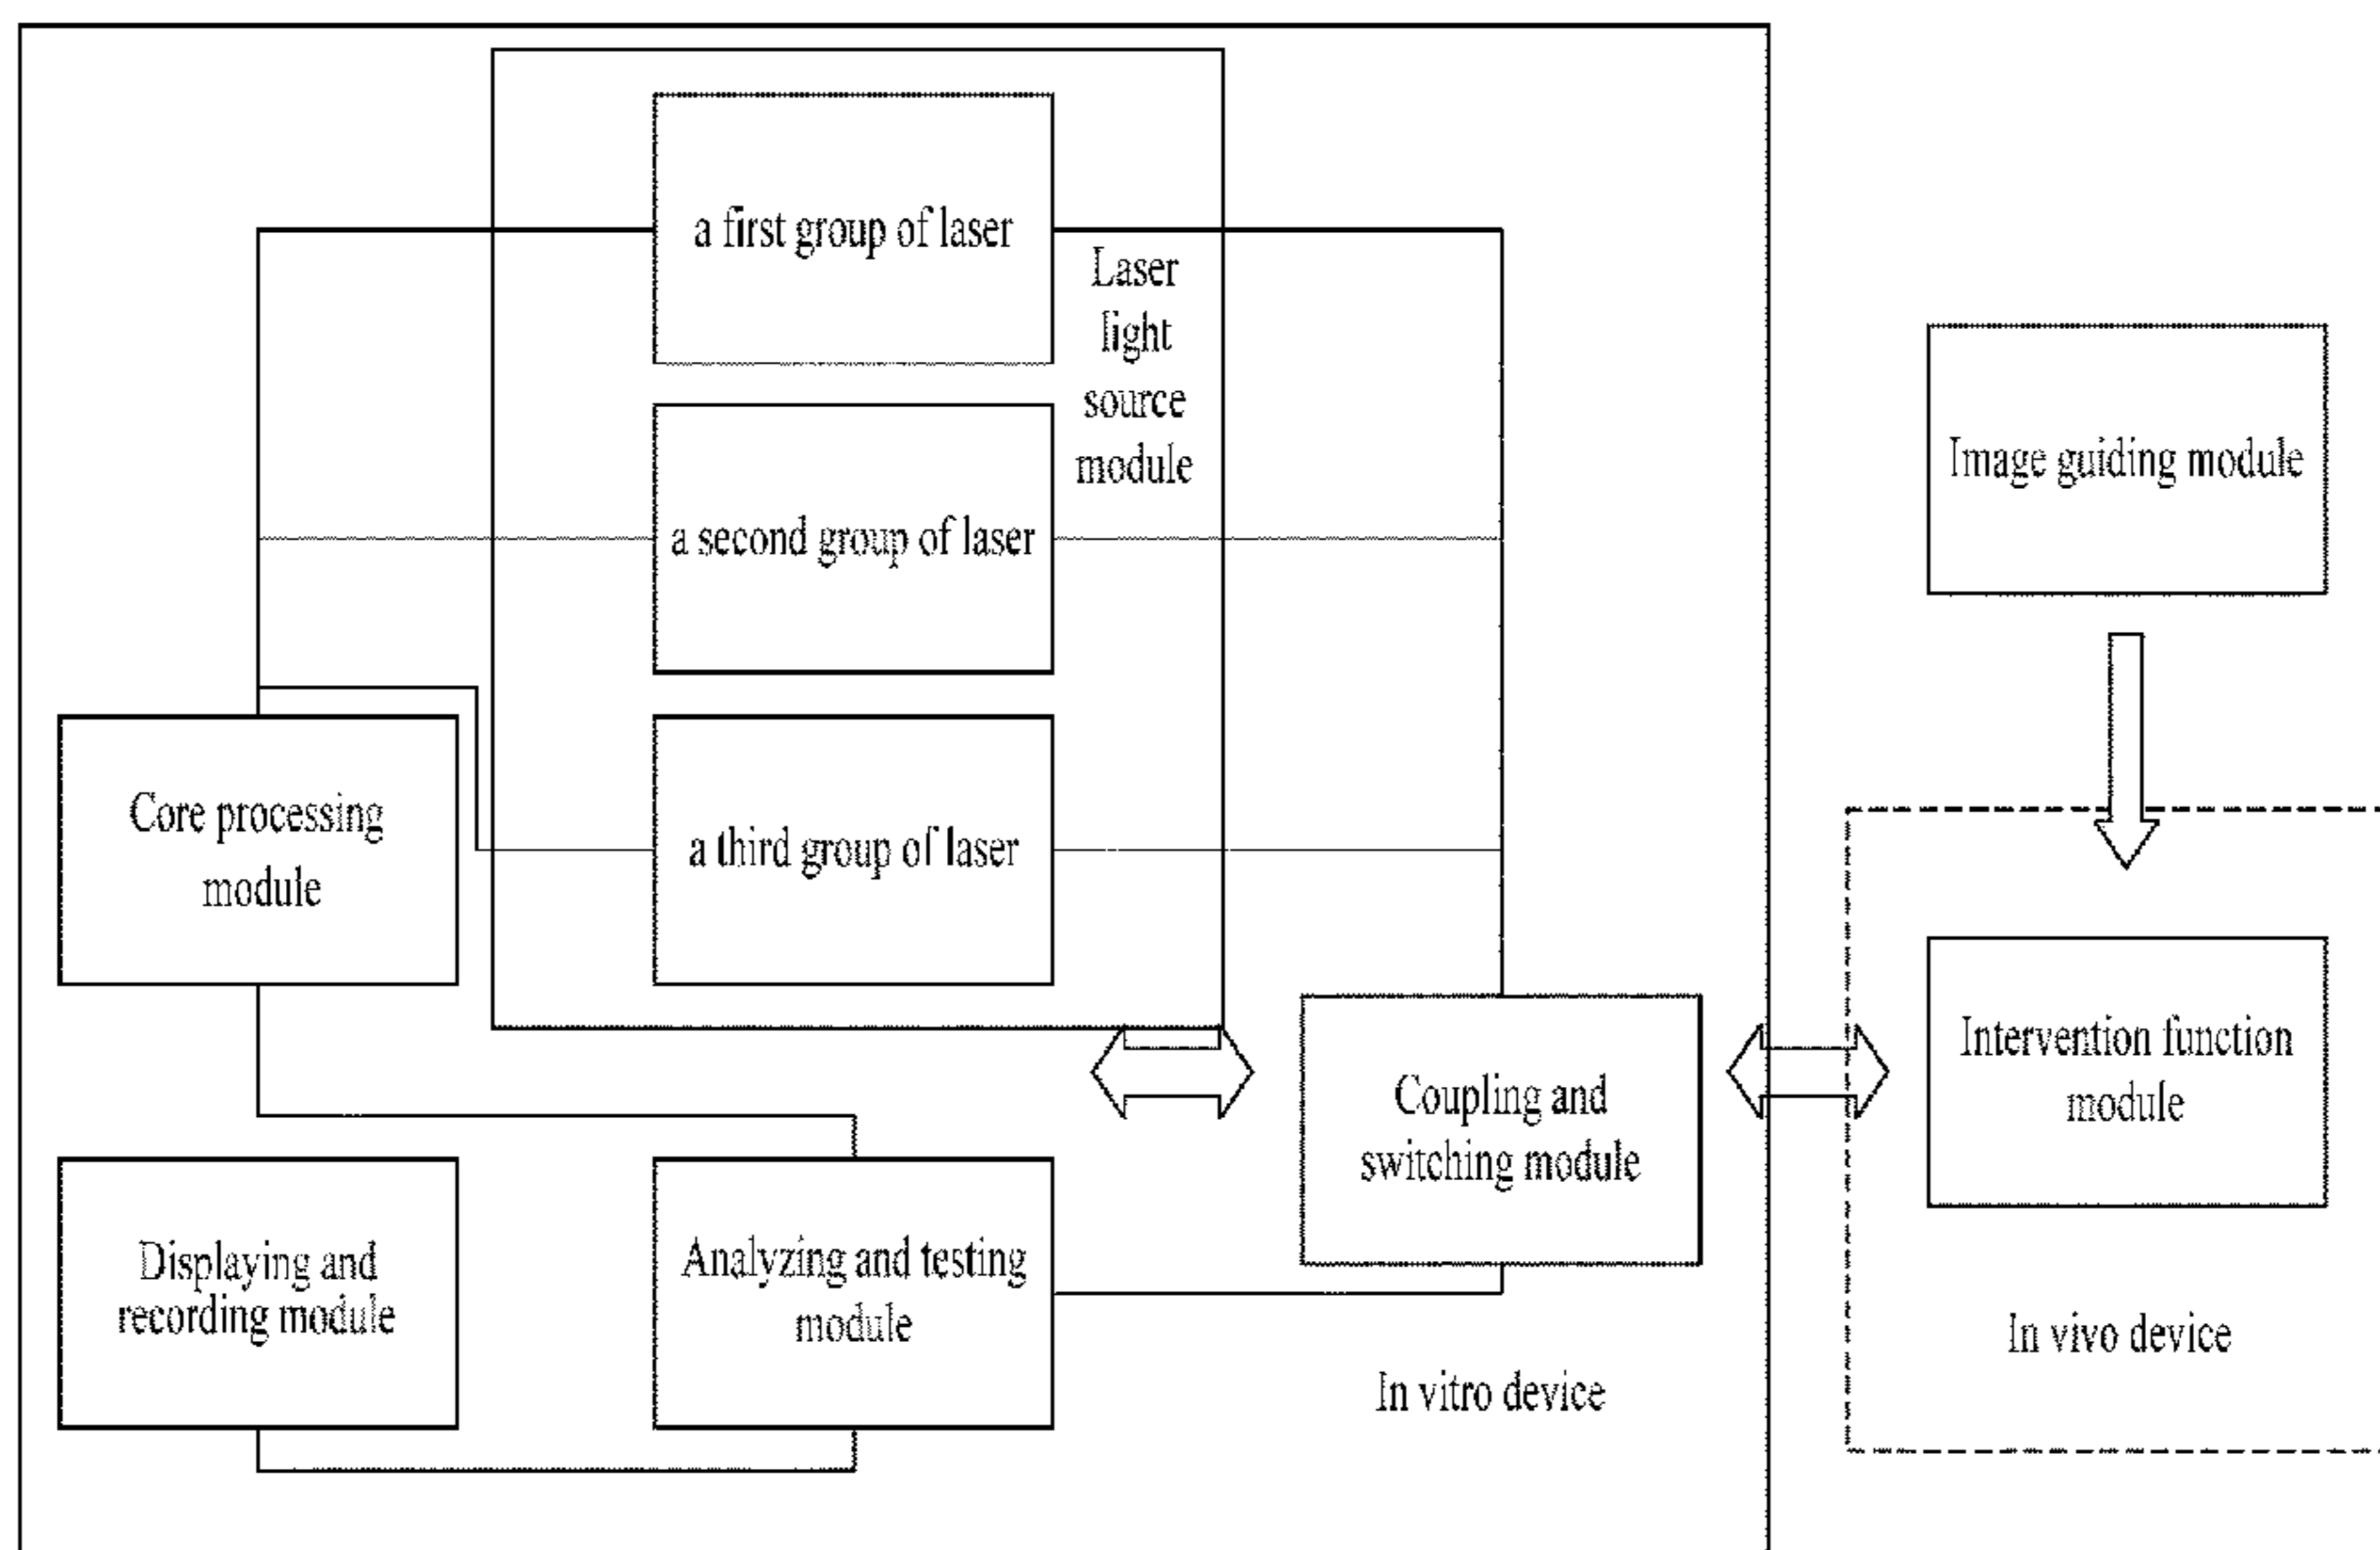 a first group of laser
Laser
light
source
module
a second group of laser
a third group of laser
Core processing
module
Displaying and
recording module
Analyzing and testing
module
Coupling and
switching module
In vitro device
Image guiding module
Intervention function
module
In vivo device